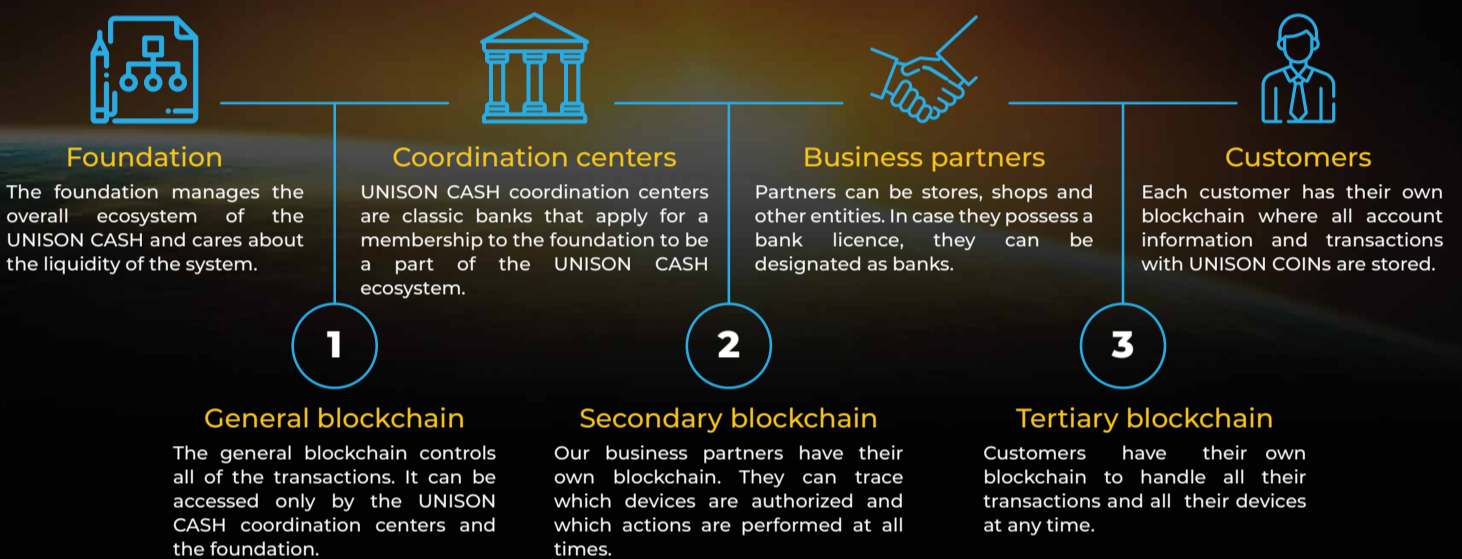 Foundation
The foundation manages the
overall ecosystem of the
UNISON CASH and cares about
the liquidity of the system.
Coordination centers
UNISON CASH coordination centers
are classic banks that apply for a
membership to the foundation to be
a part of the UNISON CASH
ecosystem.
Business partners
Partners can be stores, shops and
other entities. In case they possess a
bank licence, they can be
designated as banks.
Customers
Each customer has their own
blockchain where all account
information and transactions
with UNISON COINs are stored.
1
General blockchain
The general blockchain controls
all of the transactions. It can be
accessed only by the UNISON
CASH coordination centers and
the foundation.
2
Secondary blockchain
Our business partners have their
own blockchain. They can trace
which devices are authorized and
which actions are performed at all
times.
3
Tertiary blockchain
Customers have their own
blockchain to handle all their
transactions and all their devices
at any time.